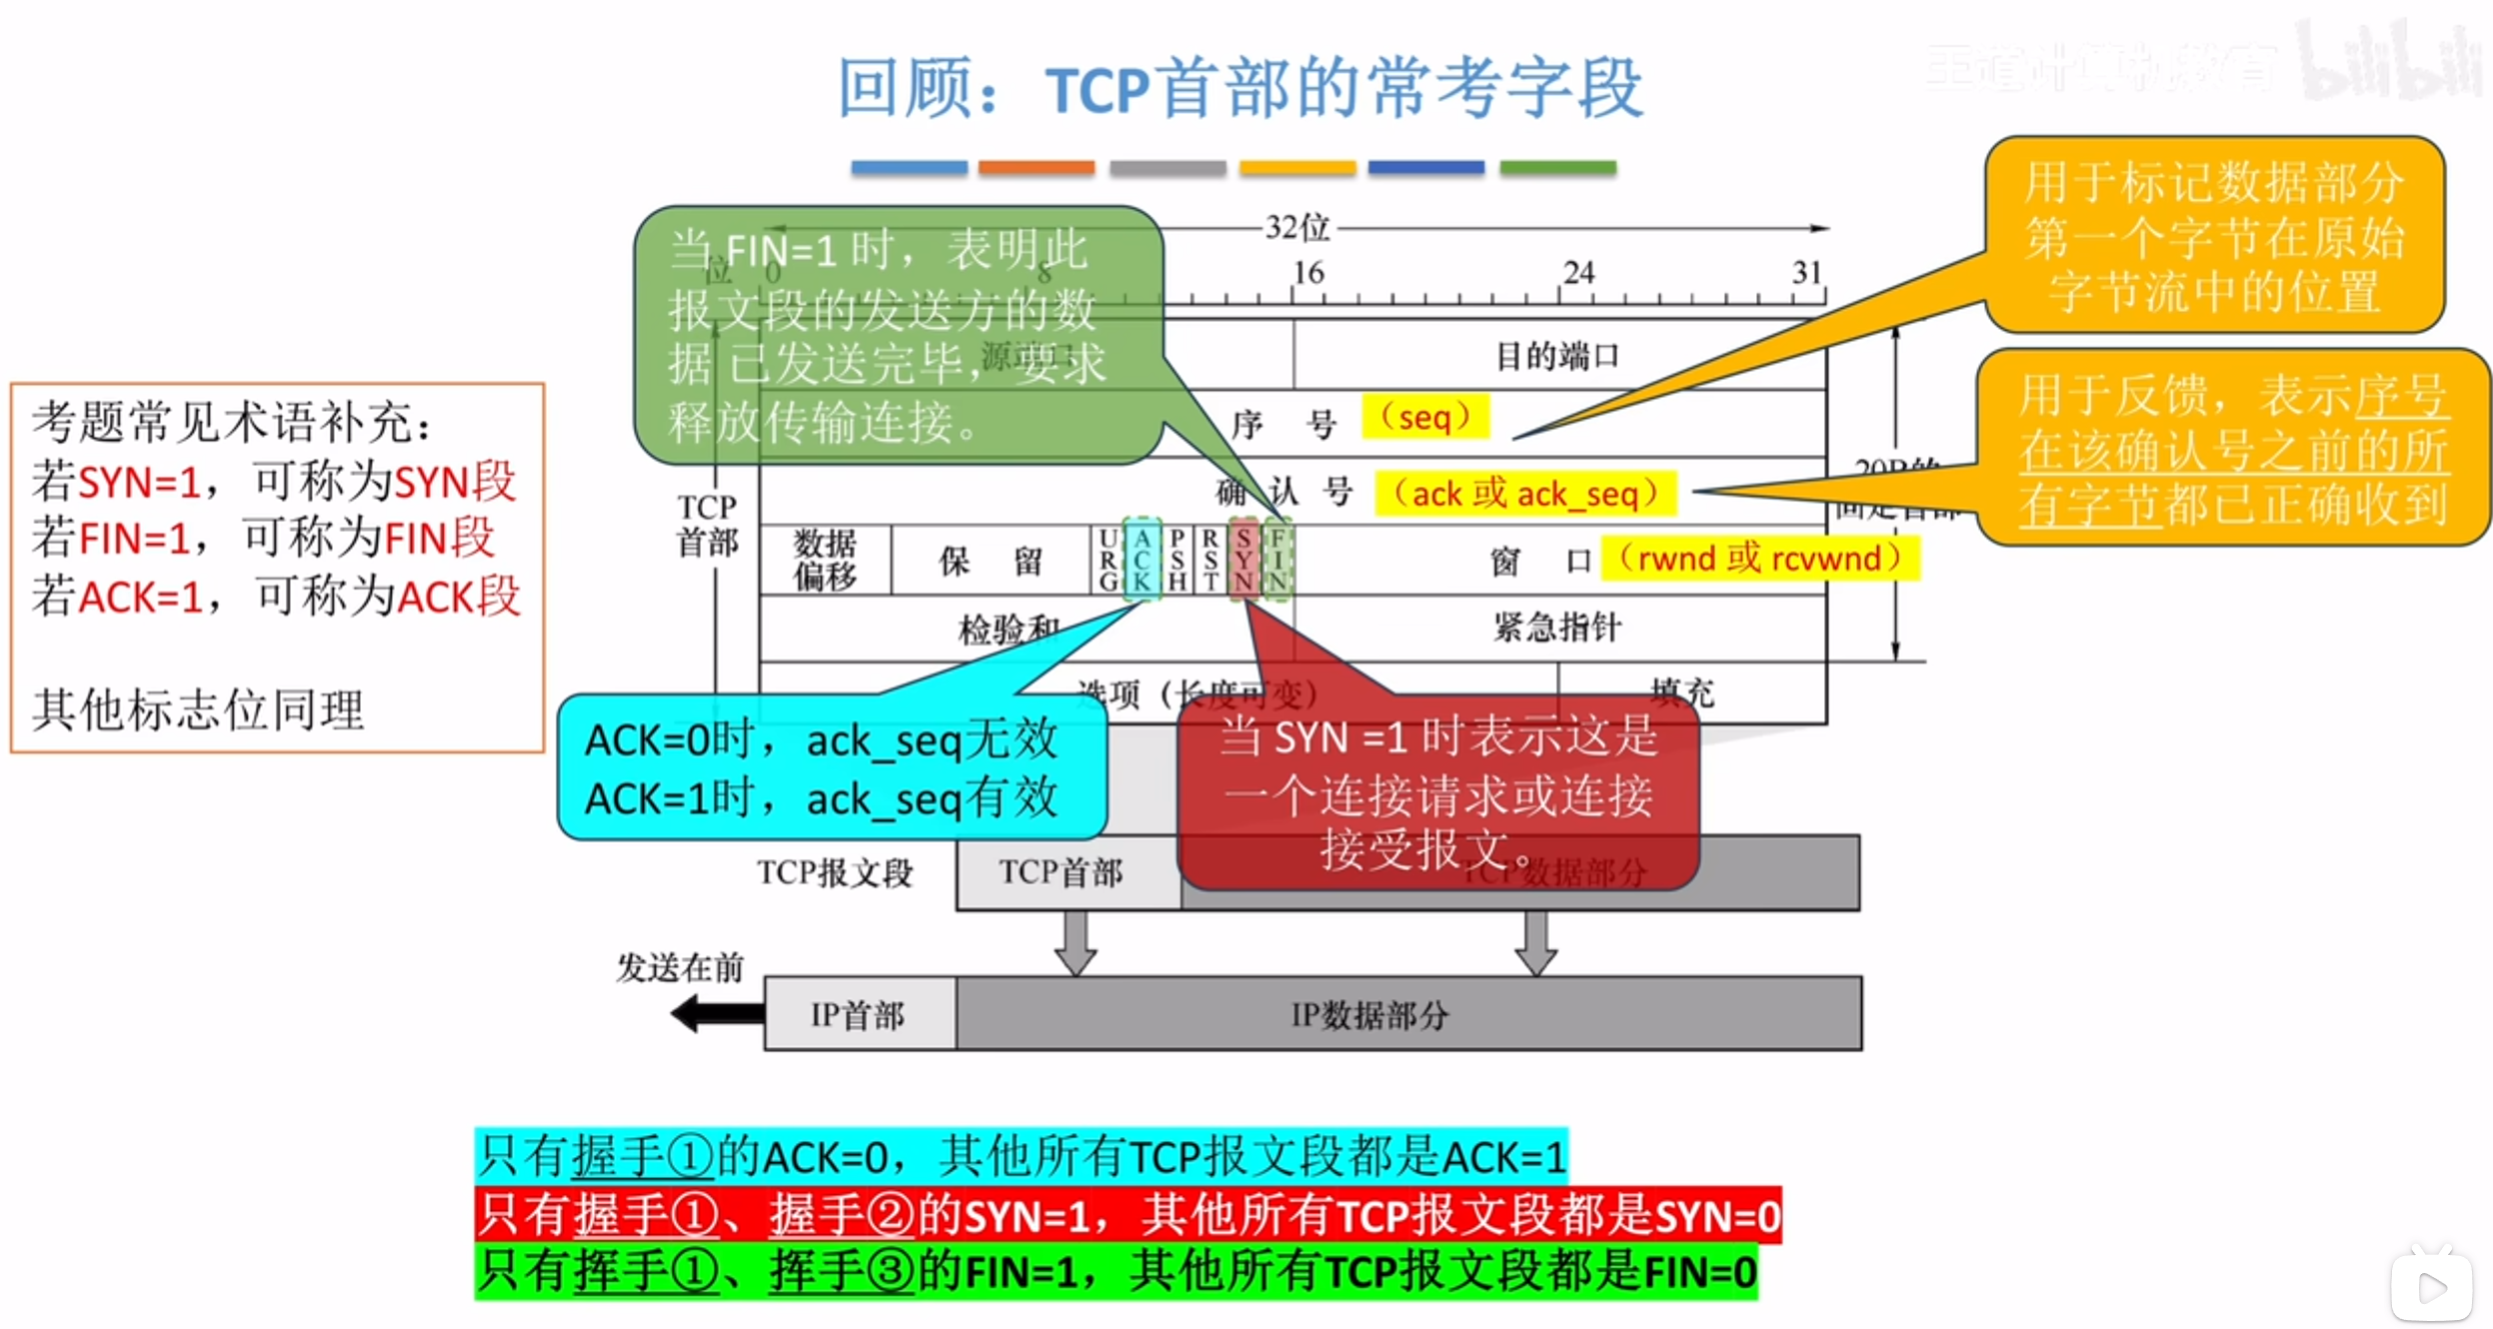 王道计算机教育 bilibili
回顾：TCP首部的常考字段
用于标记数据部分
第一个字节在原始
字节流中的位置
当 FIN=1 时，表明此
报文段的发送方的数
据 已发送完毕，要求
释放传输连接。
32位
位 0 8 16 24 31
源端口 目的端口
序 号 （seq）
用于反馈，表示序号
在该确认号之前的所
有字节都已正确收到
确 认 号 （ack 或 ack_seq）
TCP
首部
数据
偏移
保 留
URG ACK PSH RST SYN FIN
窗 口 （rwnd 或 rcvwnd）
检验和 紧急指针
选项（长度可变） 填充
考题常见术语补充：
若SYN=1，可称为SYN段
若FIN=1，可称为FIN段
若ACK=1，可称为ACK段
其他标志位同理
ACK=0时，ack_seq无效
ACK=1时，ack_seq有效
当 SYN =1 时表示这是
一个连接请求或连接
接受报文。
TCP报文段 TCP首部 TCP数据部分
发送在前
IP首部 IP数据部分
只有握手①的ACK=0，其他所有TCP报文段都是ACK=1
只有握手①、握手②的SYN=1，其他所有TCP报文段都是SYN=0
只有挥手①、挥手③的FIN=1，其他所有TCP报文段都是FIN=0